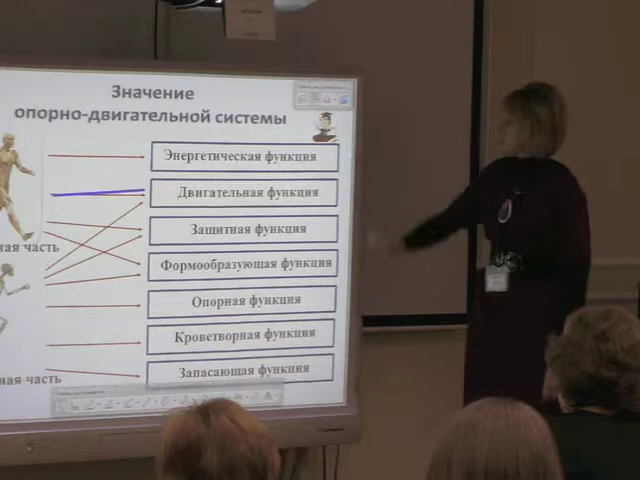 Значение
опорно-двигательной системы
Энергетическая функция
Двигательная функция
Защитная функция
ная часть
Формообразующая функция
Опорная функция
Кроветворная функция
Запасающая функция
ная часть